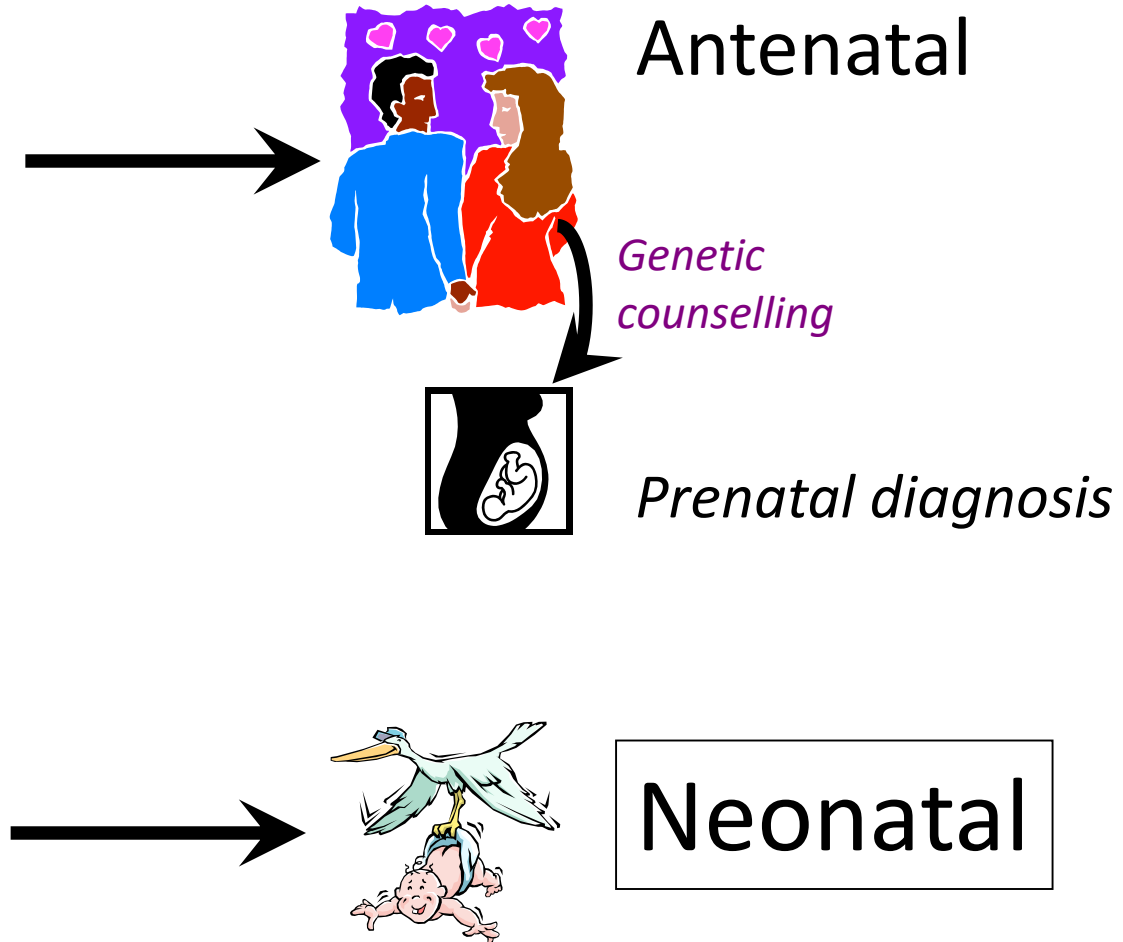 Antenatal
Genetic
counselling
Prenatal diagnosis
Neonatal